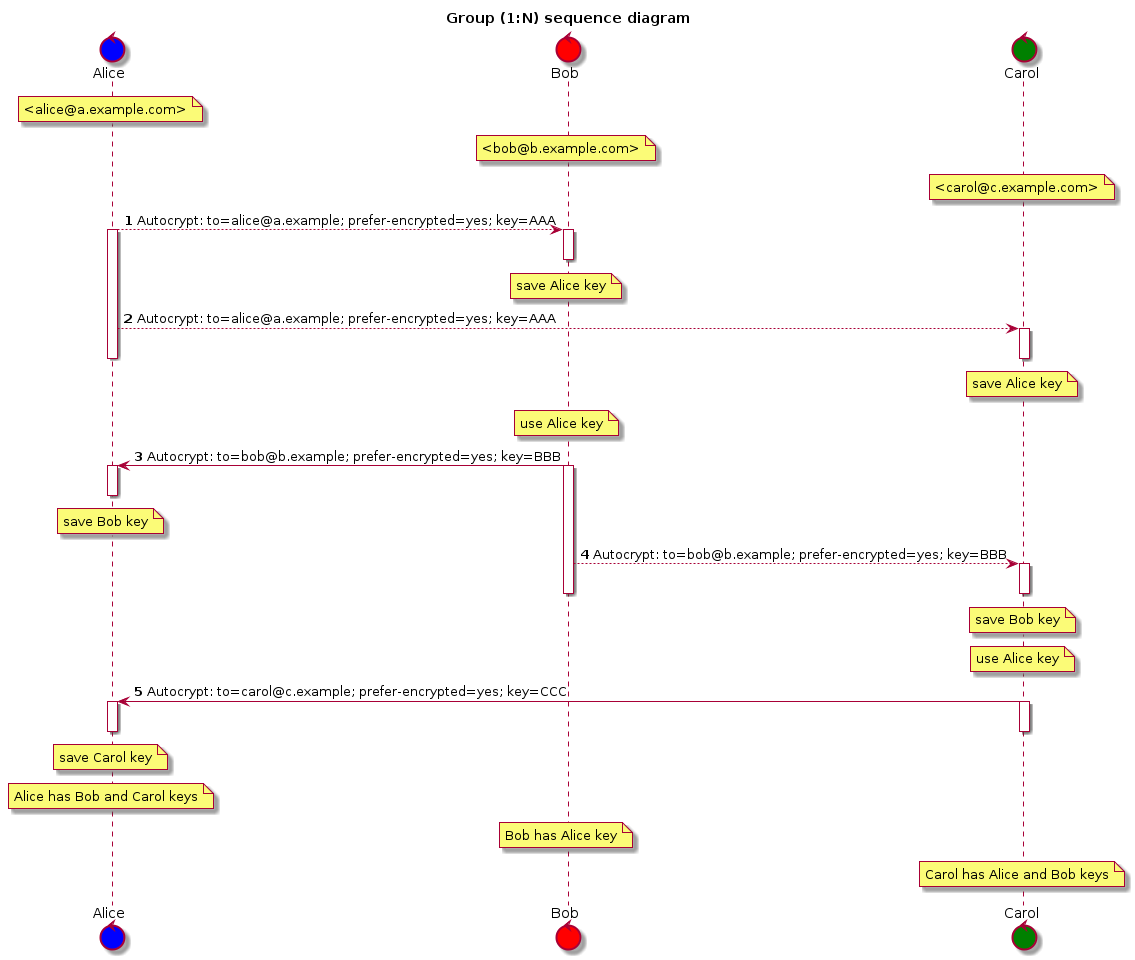 Group (1:N) sequence diagram
Alice
Bob
Carol
<alice@a.example.com>
<bob@b.example.com>
<carol@c.example.com>
1 Autocrypt: to=alice@a.example; prefer-encrypted=yes; key=AAA
save Alice key
2 Autocrypt: to=alice@a.example; prefer-encrypted=yes; key=AAA
save Alice key
use Alice key
3 Autocrypt: to=bob@b.example; prefer-encrypted=yes; key=BBB
save Bob key
4 Autocrypt: to=bob@b.example; prefer-encrypted=yes; key=BBB
save Bob key
use Alice key
5 Autocrypt: to=carol@c.example; prefer-encrypted=yes; key=CCC
save Carol key
Alice has Bob and Carol keys
Bob has Alice key
Carol has Alice and Bob keys
Alice
Bob
Carol